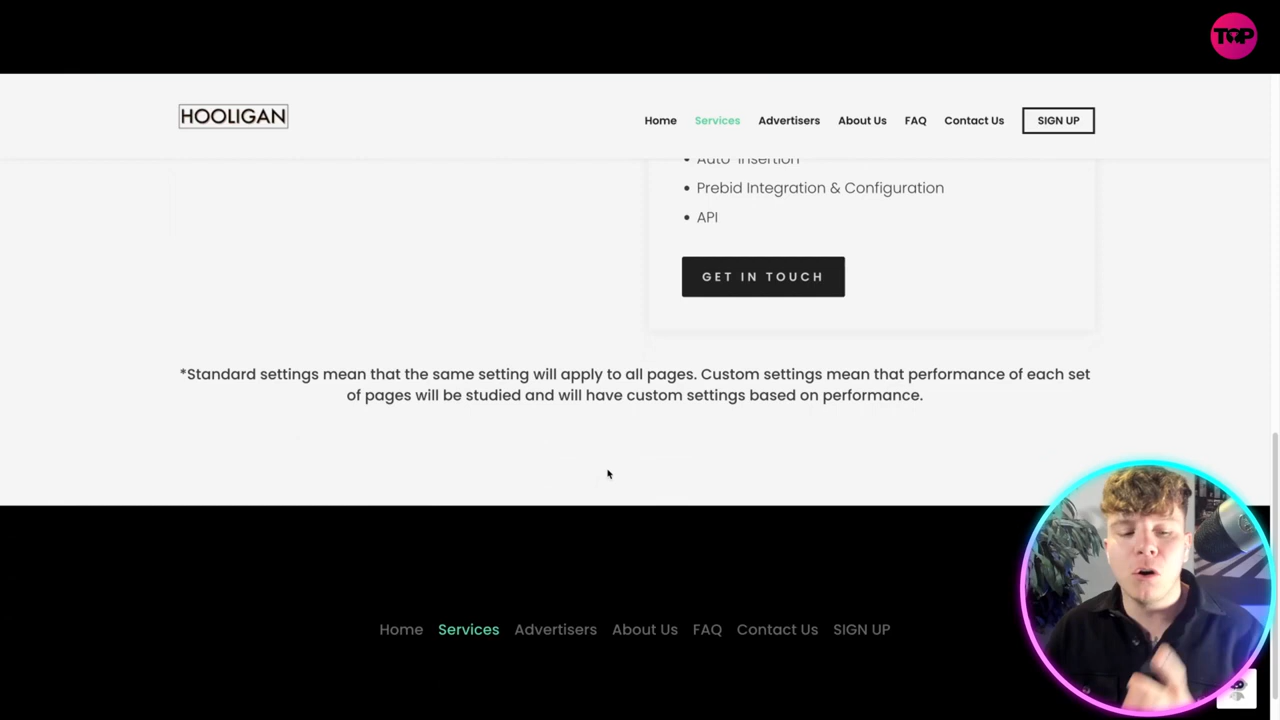 TOP
HOOLIGAN
Home Services Advertisers About Us FAQ Contact Us SIGN UP
Auto Insertion
Prebid Integration & Configuration
API
GET IN TOUCH
*Standard settings mean that the same setting will apply to all pages. Custom settings mean that performance of each set
of pages will be studied and will have custom settings based on performance.
Home Services Advertisers About Us FAQ Contact Us SIGN UP